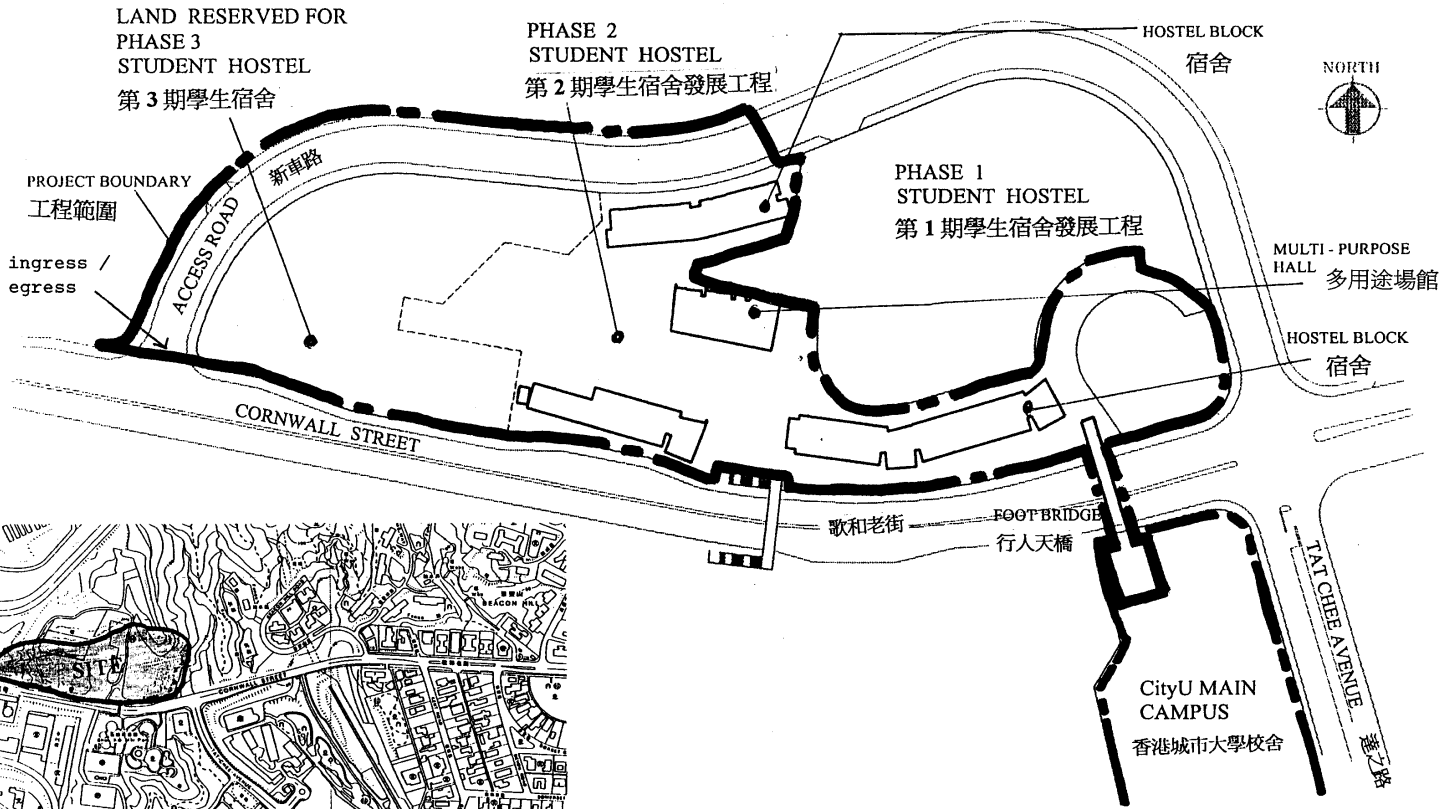 LAND RESERVED FOR
PHASE 3
STUDENT HOSTEL
第 3 期學生宿舍
PHASE 2
STUDENT HOSTEL
第 2 期學生宿舍發展工程
HOSTEL BLOCK
宿舍
NORTH
PROJECT BOUNDARY
工程範圍
新車路
ACCESS ROAD
ingress /
egress
PHASE 1
STUDENT HOSTEL
第 1 期學生宿舍發展工程
MULTI - PURPOSE
HALL
多用途場館
HOSTEL BLOCK
宿舍
CORNWALL STREET
歌和老街
FOOT BRIDGE
行人天橋
TAT CHEE AVENUE
達之路
CityU MAIN
CAMPUS
香港城市大學校舍
SITE
CORNWALL STREET
BEACON HILL